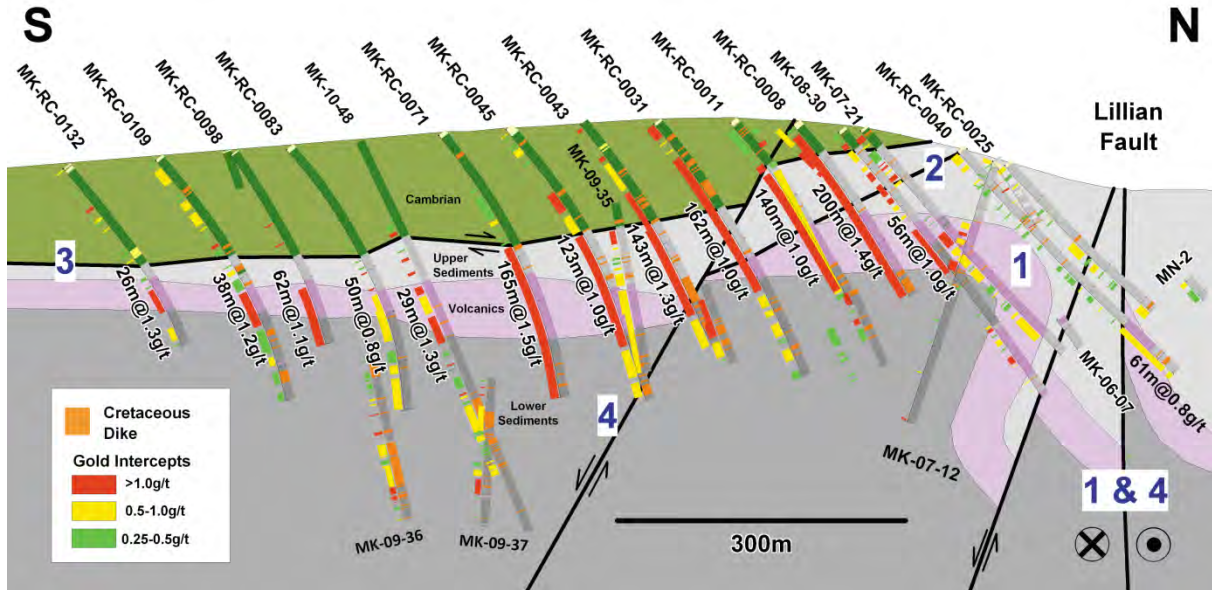 S
N
MK-RC-0132
MK-RC-0109
MK-RC-0098
MK-RC-0083
MK-10-48
MK-RC-0071
MK-RC-0045
MK-RC-0043
MK-RC-0031
MK-RC-0011
MK-RC-0008
MK-08-30
MK-07-21
MK-RC-0040
MK-RC-0025
Lillian
Fault
MK-09-35
Cambrian
2
3
1
Upper
Sediments
Volcanics
MN-2
26m@1.3g/t
38m@1.2g/t
62m@1.1g/t
50m@0.8g/t
29m@1.3g/t
165m@1.5g/t
123m@1.0g/t
143m@1.3g/t
162m@1.0g/t
140m@1.0g/t
200m@1.4g/t
56m@1.0g/t
61m@0.8g/t
MK-06-07
Lower
Sediments
4
MK-07-12
Cretaceous
Dike
Gold Intercepts
>1.0g/t
0.5-1.0g/t
0.25-0.5g/t
MK-09-36
MK-09-37
300m
1 & 4